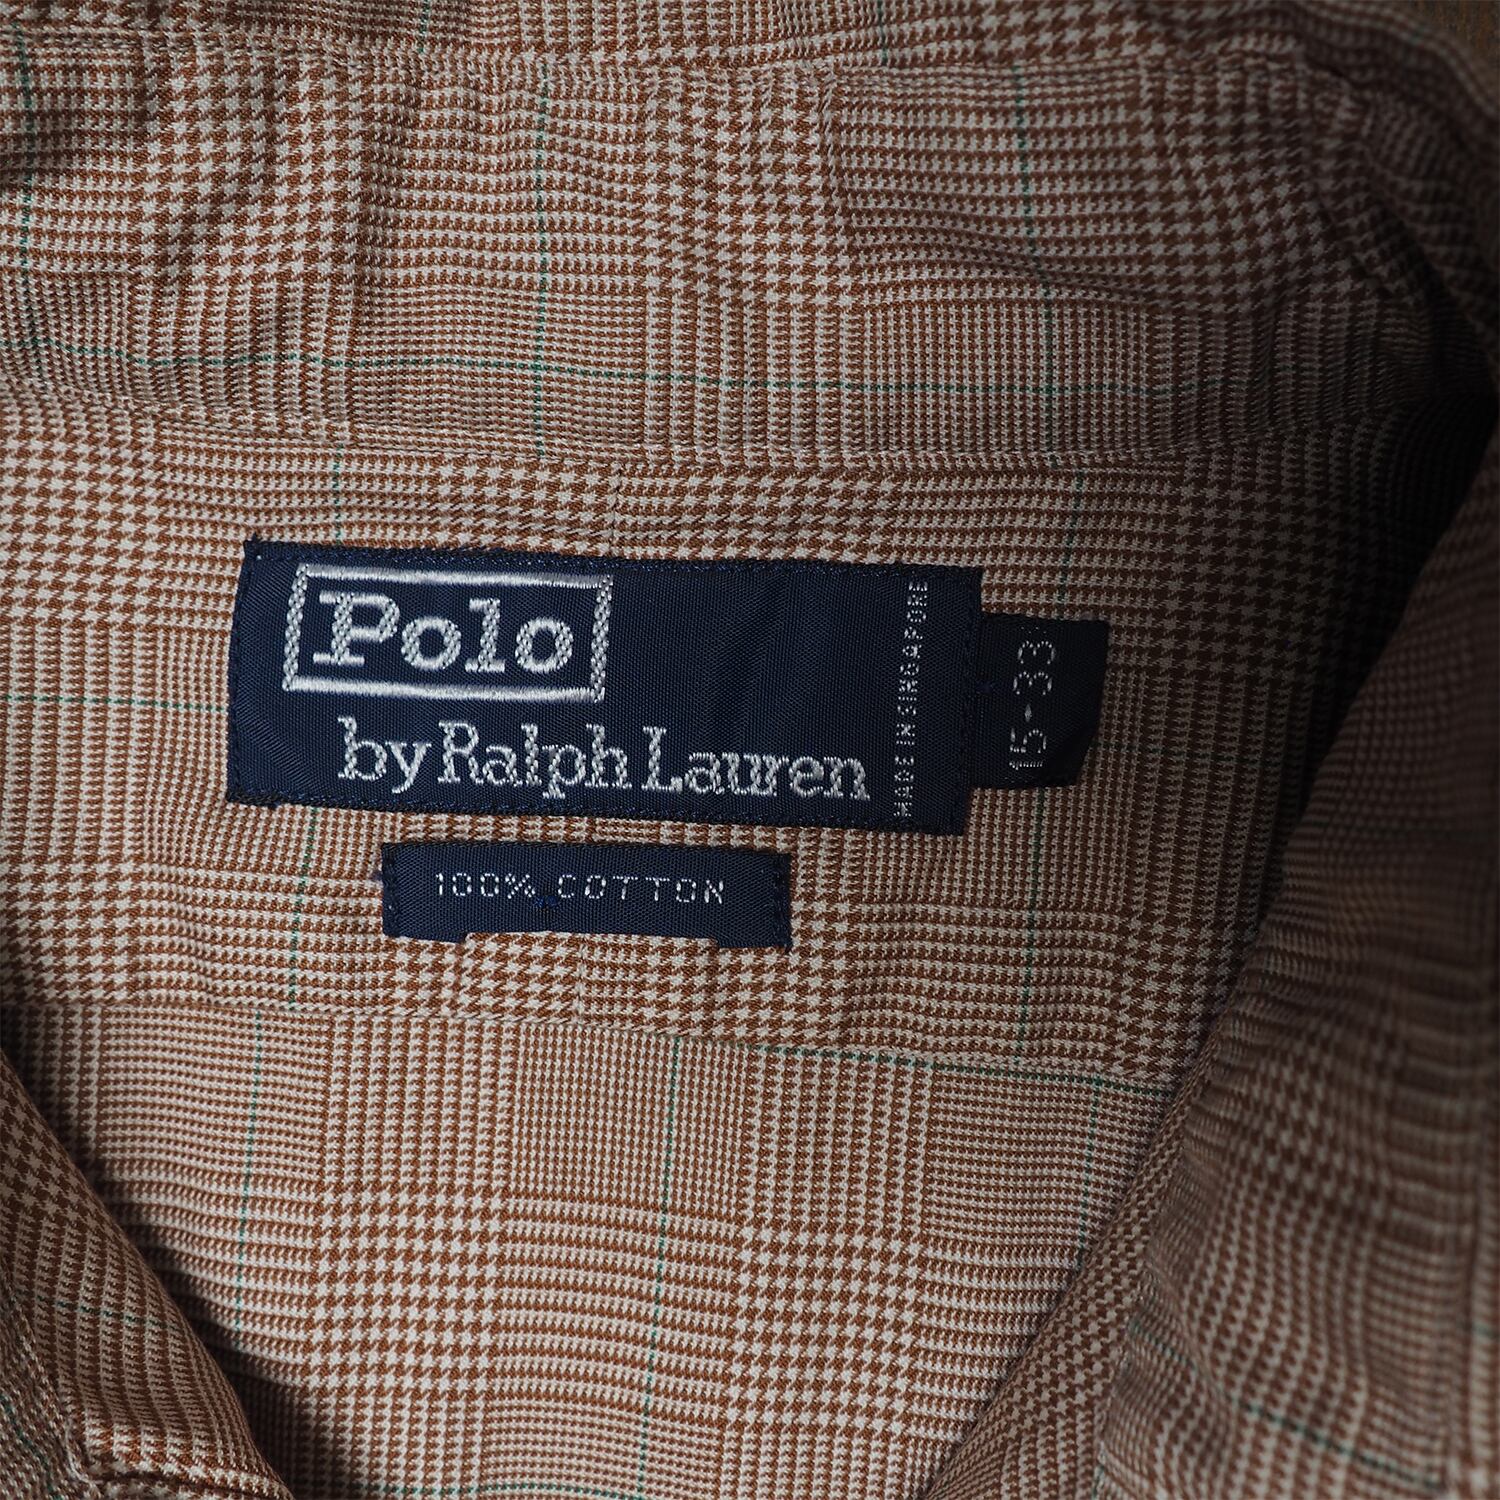 Polo
by Ralph Lauren
MADE IN SINGAPORE
15-33
100% COTTON